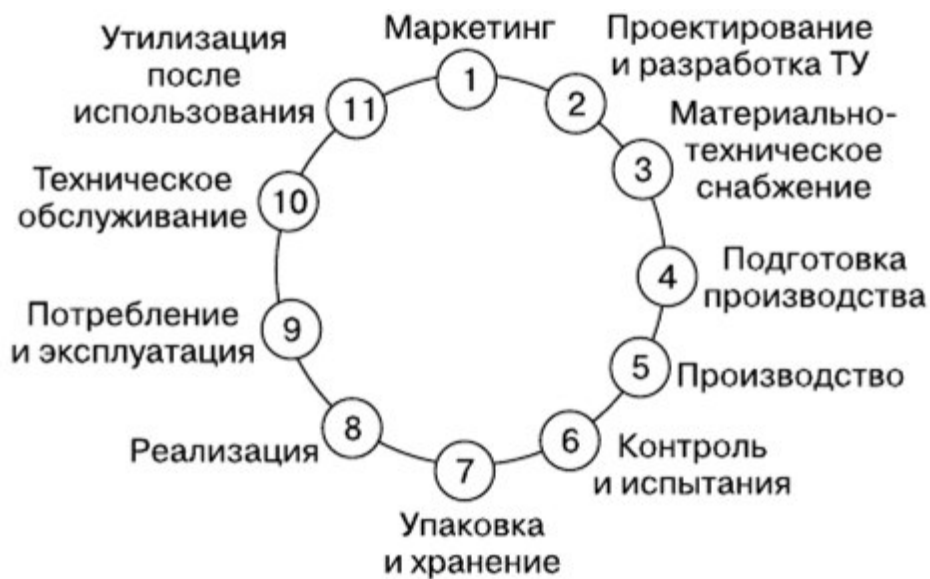 Маркетинг
1
Проектирование
и разработка ТУ
2
Материально-
техническое
снабжение
3
Подготовка
производства
4
Производство
5
Контроль
и испытания
6
Упаковка
и хранение
7
Реализация
8
Потребление
и эксплуатация
9
Техническое
обслуживание
10
Утилизация
после
использования
11